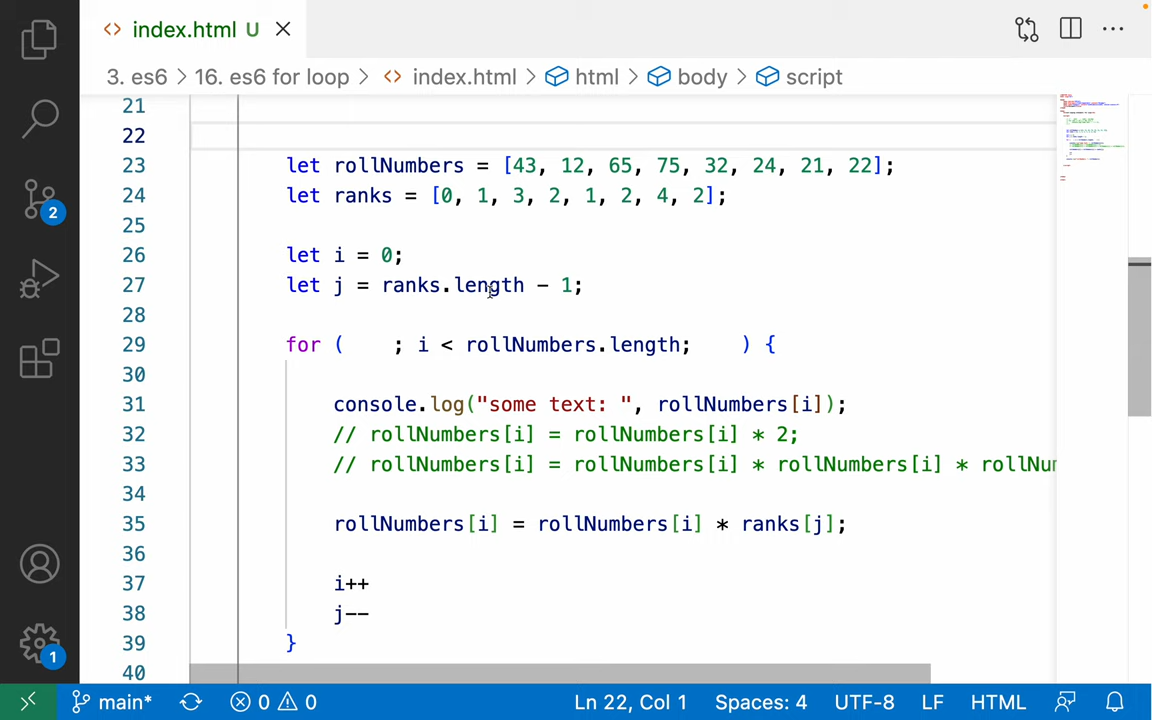 index.html U
3. es6 > 16. es6 for loop > index.html > html > body > script
21
22
23 let rollNumbers = [43, 12, 65, 75, 32, 24, 21, 22];
24 let ranks = [0, 1, 3, 2, 1, 2, 4, 2];
25
26 let i = 0;
27 let j = ranks.length - 1;
28
29 for (    ; i < rollNumbers.length;    ) {
30
31 console.log("some text: ", rollNumbers[i]);
32 // rollNumbers[i] = rollNumbers[i] * 2;
33 // rollNumbers[i] = rollNumbers[i] * rollNumbers[i] * rollNu
34
35 rollNumbers[i] = rollNumbers[i] * ranks[j];
36
37 i++
38 j--
39 }
40
2
1
main* 0 0 Ln 22, Col 1 Spaces: 4 UTF-8 LF HTML